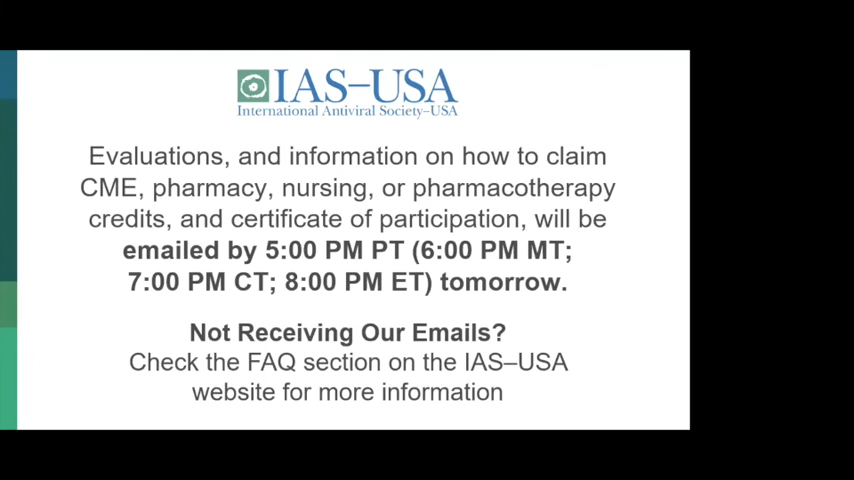 IAS–USA
International Antiviral Society–USA
Evaluations, and information on how to claim
CME, pharmacy, nursing, or pharmacotherapy
credits, and certificate of participation, will be
emailed by 5:00 PM PT (6:00 PM MT;
7:00 PM CT; 8:00 PM ET) tomorrow.
Not Receiving Our Emails?
Check the FAQ section on the IAS–USA
website for more information